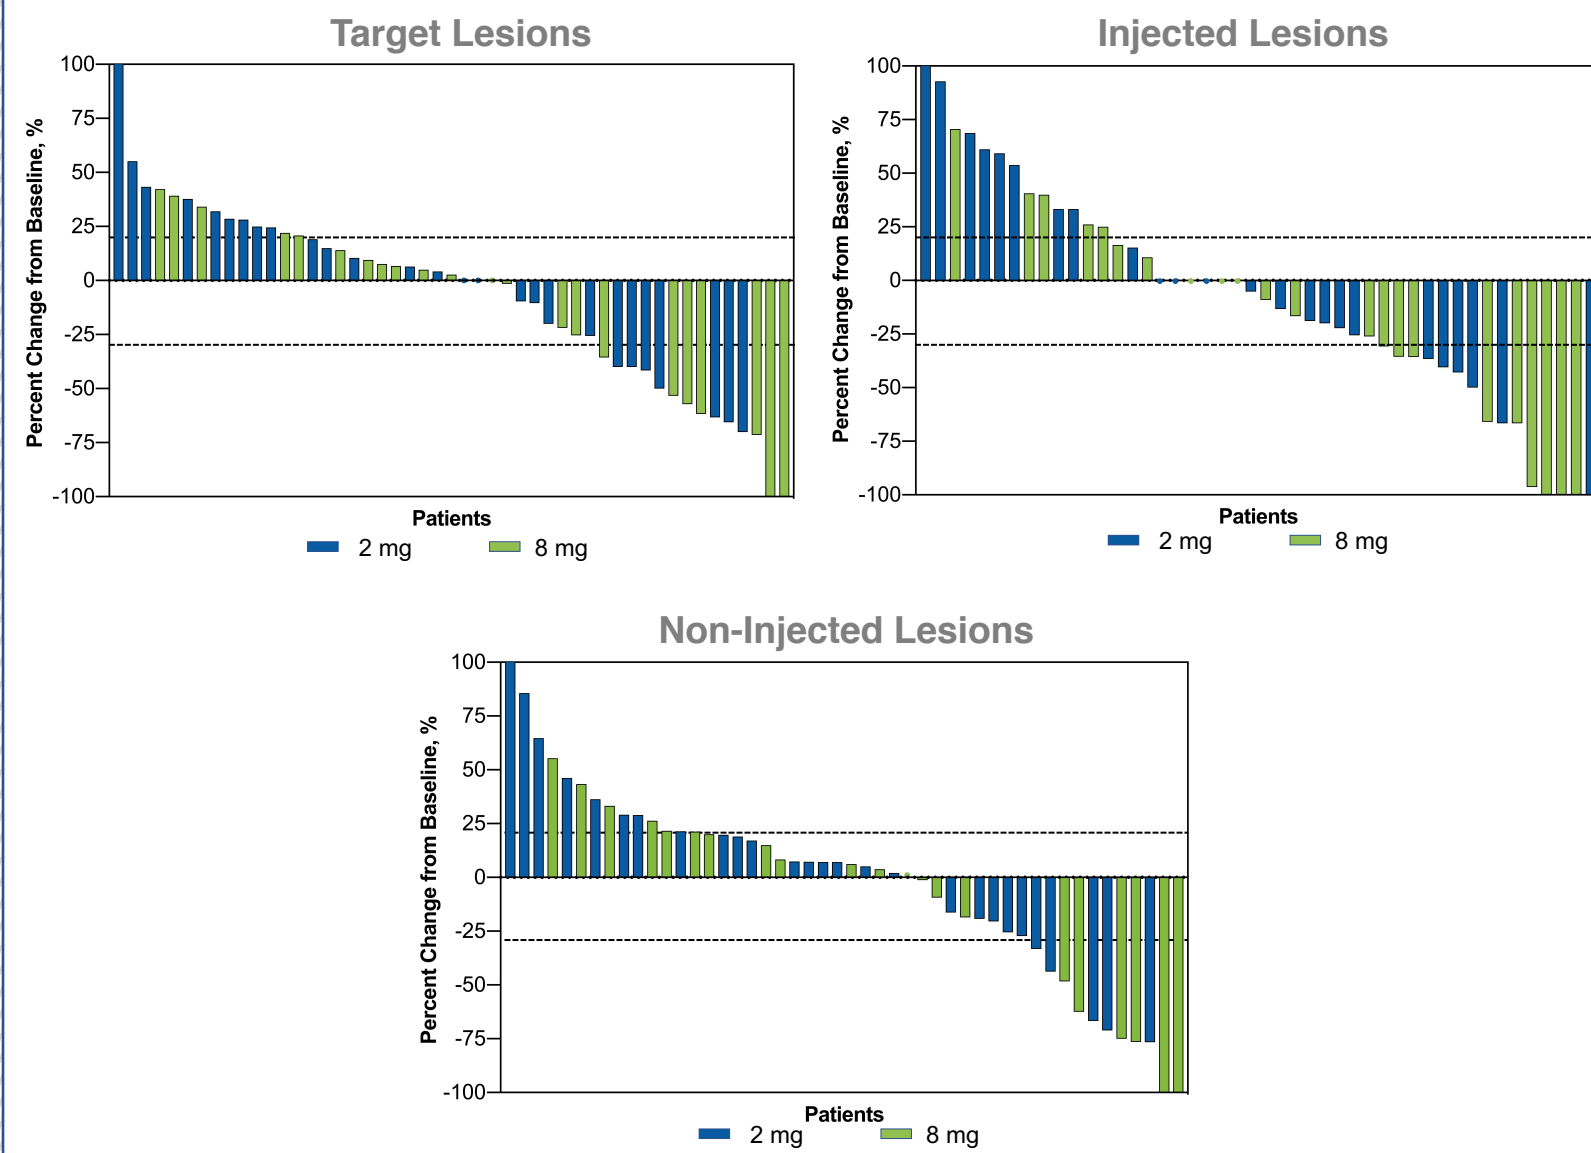 Target Lesions
Percent Change from Baseline, %
100
75
50
25
0
-25
-50
-75
-100
Patients
2 mg
8 mg
Injected Lesions
Percent Change from Baseline, %
100
75
50
25
0
-25
-50
-75
-100
Patients
2 mg
8 mg
Non-Injected Lesions
Percent Change from Baseline, %
100
75
50
25
0
-25
-50
-75
-100
Patients
2 mg
8 mg